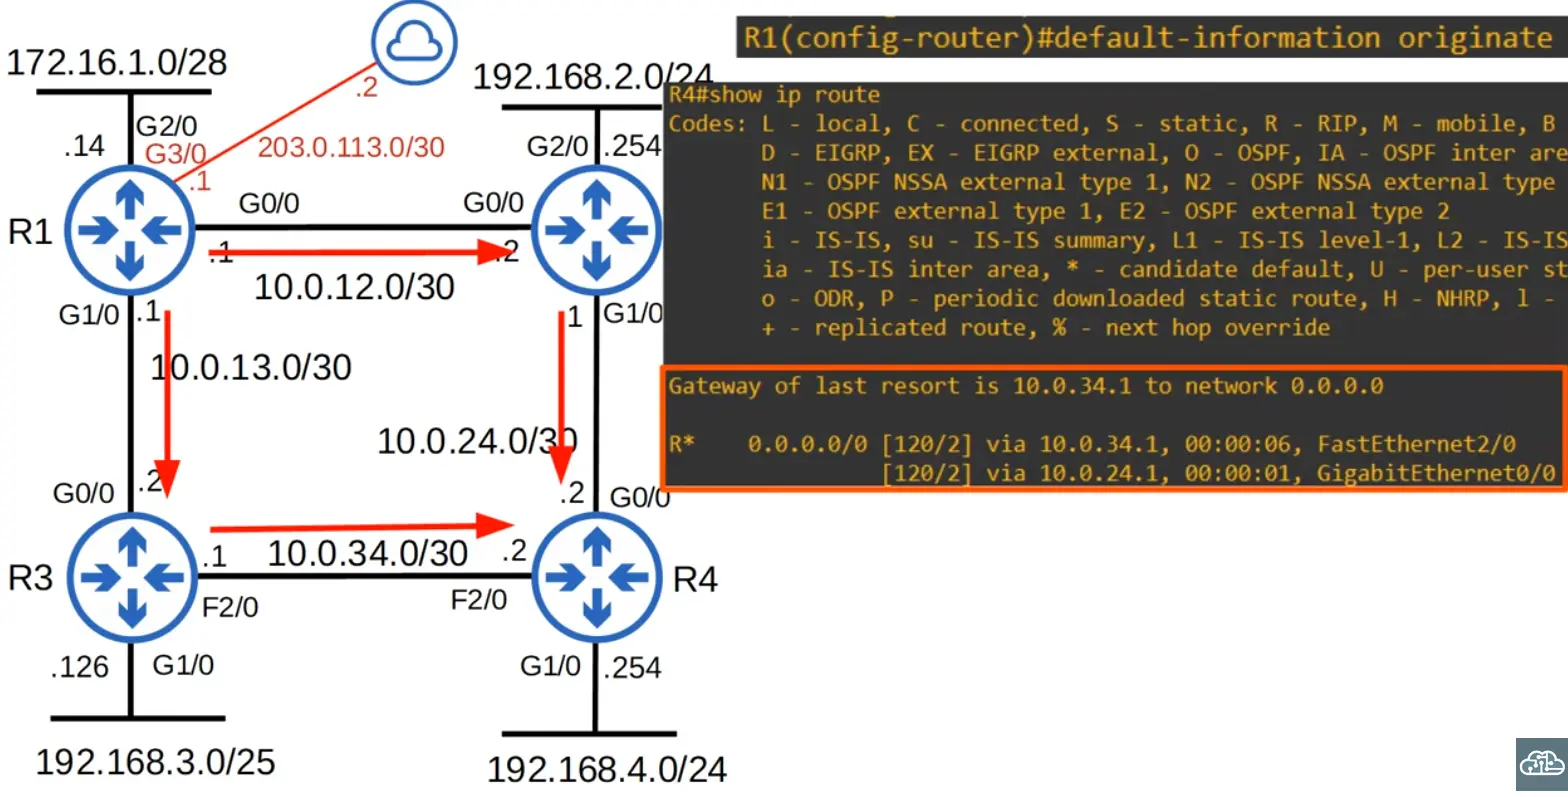 172.16.1.0/28
.2
192.168.2.0/24
R1(config-router)#default-information originate
.14
G2/0
G3/0
.1
203.0.113.0/30
G2/0
.254
R1
G0/0
G0/0
.1
.2
10.0.12.0/30
G1/0
.1
.1
G1/0
10.0.13.0/30
10.0.24.0/30
G0/0
.2
.2
G0/0
R3
.1
10.0.34.0/30
.2
R4
F2/0
F2/0
.126
G1/0
G1/0
.254
192.168.3.0/25
192.168.4.0/24
R4#show ip route
Codes: L - local, C - connected, S - static, R - RIP, M - mobile, B
D - EIGRP, EX - EIGRP external, O - OSPF, IA - OSPF inter are
N1 - OSPF NSSA external type 1, N2 - OSPF NSSA external type
E1 - OSPF external type 1, E2 - OSPF external type 2
i - IS-IS, su - IS-IS summary, L1 - IS-IS level-1, L2 - IS-IS
ia - IS-IS inter area, * - candidate default, U - per-user st
o - ODR, P - periodic downloaded static route, H - NHRP, l -
+ - replicated route, % - next hop override
Gateway of last resort is 10.0.34.1 to network 0.0.0.0
R* 0.0.0.0/0 [120/2] via 10.0.34.1, 00:00:06, FastEthernet2/0
[120/2] via 10.0.24.1, 00:00:01, GigabitEthernet0/0